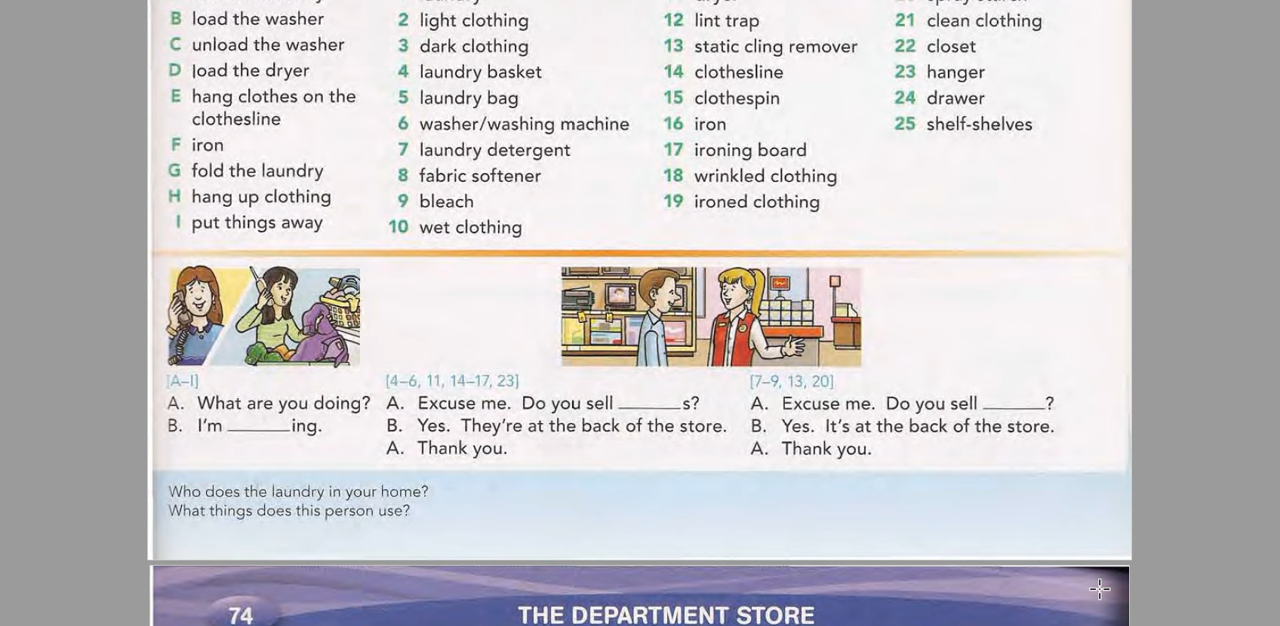 B load the washer
C unload the washer
D load the dryer
E hang clothes on the
clothesline
F iron
G fold the laundry
H hang up clothing
I put things away
2 light clothing
3 dark clothing
4 laundry basket
5 laundry bag
6 washer/washing machine
7 laundry detergent
8 fabric softener
9 bleach
10 wet clothing
12 lint trap
13 static cling remover
14 clothesline
15 clothespin
16 iron
17 ironing board
18 wrinkled clothing
19 ironed clothing
21 clean clothing
22 closet
23 hanger
24 drawer
25 shelf-shelves
[A–I]
A. What are you doing?
B. I'm ______ing.
[4–6, 11, 14–17, 23]
A. Excuse me. Do you sell ______s?
B. Yes. They're at the back of the store.
A. Thank you.
[7–9, 13, 20]
A. Excuse me. Do you sell ______?
B. Yes. It's at the back of the store.
A. Thank you.
Who does the laundry in your home?
What things does this person use?
74 THE DEPARTMENT STORE